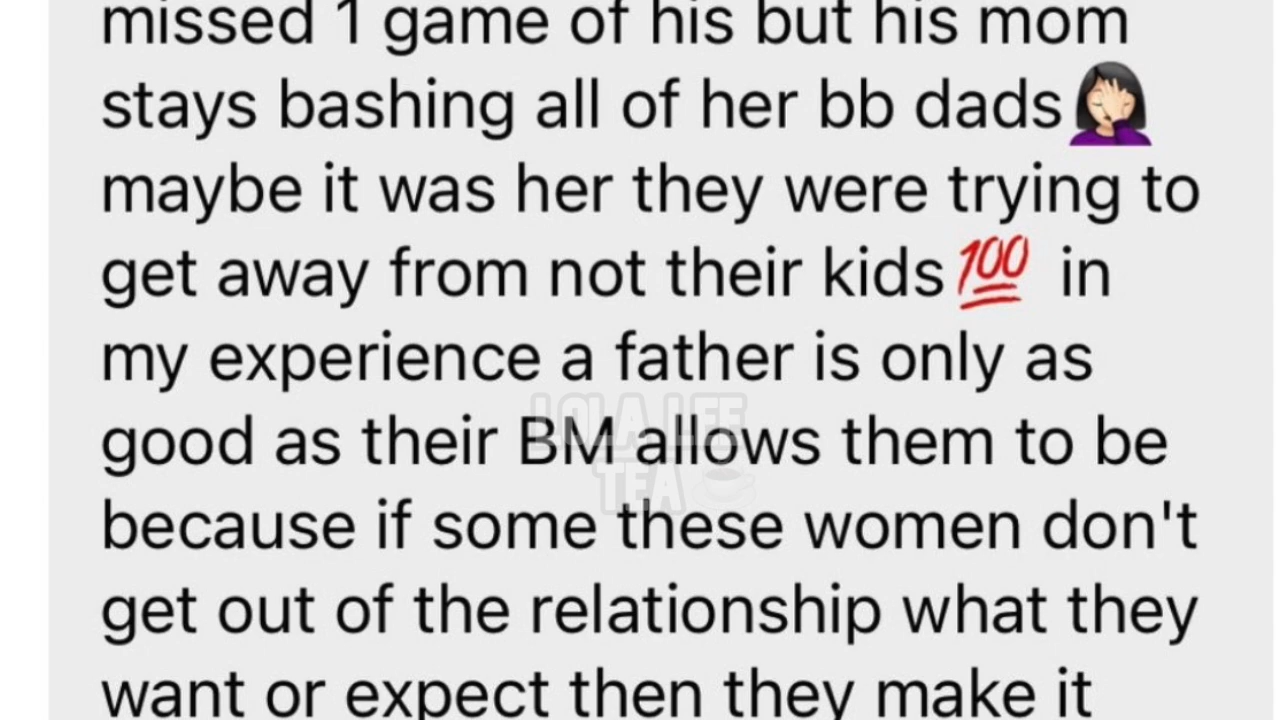 missed 1 game of his but his mom
stays bashing all of her bb dads🤦🏻‍♀️
maybe it was her they were trying to
get away from not their kids💯 in
my experience a father is only as
good as their BM allows them to be
because if some these women don't
get out of the relationship what they
want or expect then they make it
LOLA LEE
TEA